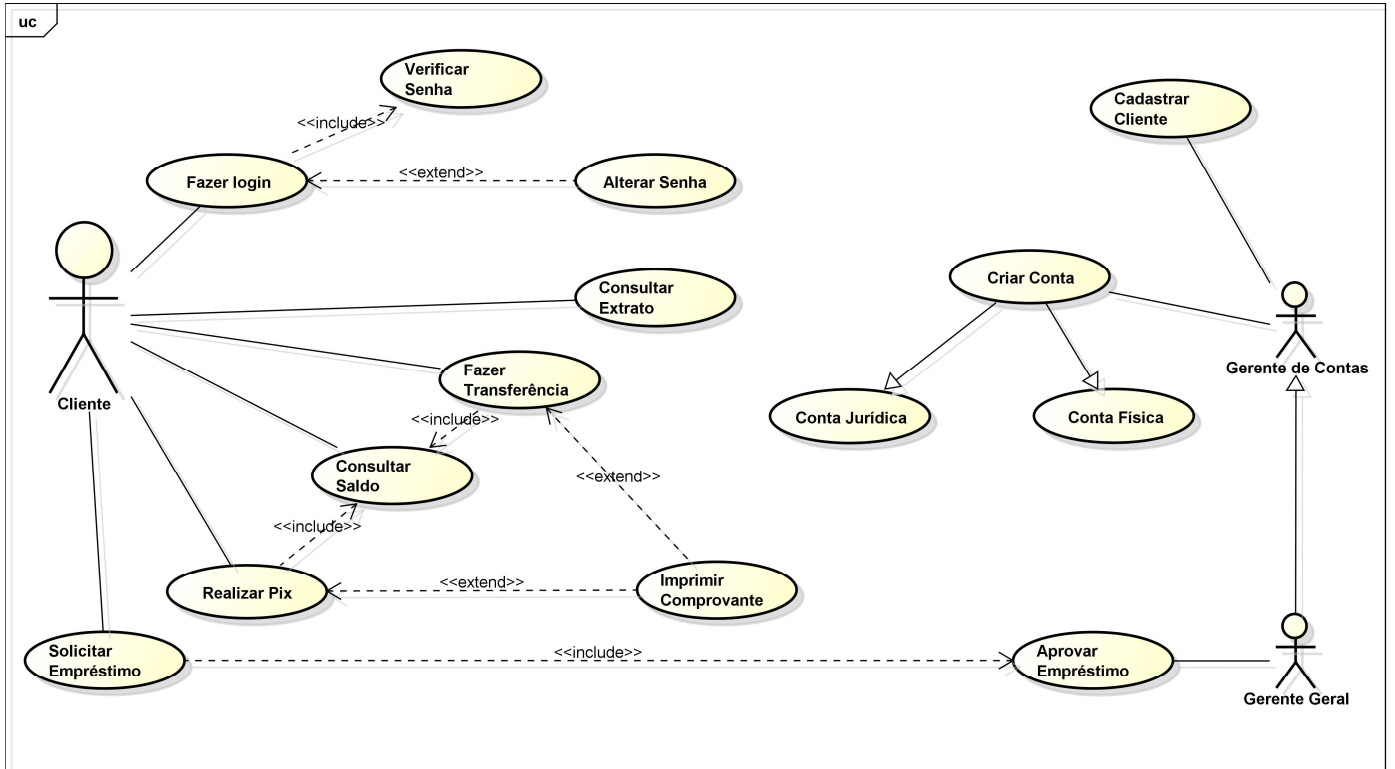 uc
Verificar
Senha
<<include>>
Cadastrar
Cliente
Fazer login
<<extend>>
Alterar Senha
Consultar
Extrato
Criar Conta
Fazer
Transferência
Gerente de Contas
Cliente
<<include>>
Conta Jurídica
Conta Física
Consultar
Saldo
<<extend>>
<<include>>
Realizar Pix
<<extend>>
Imprimir
Comprovante
Solicitar
Empréstimo
<<include>>
Aprovar
Empréstimo
Gerente Geral